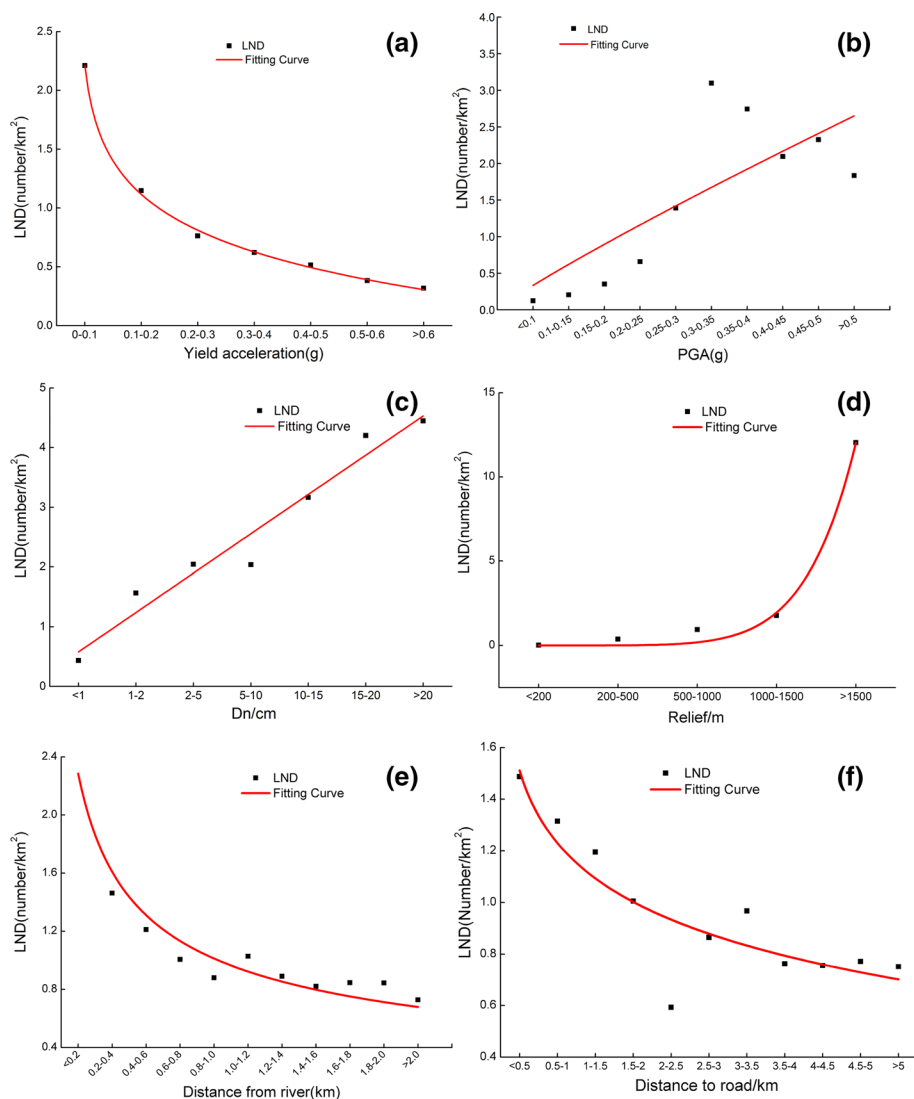 (a)
LND
Fitting Curve
LND(number/km²)
2.5
2.0
1.5
1.0
0.5
0.0
0-0.1 0.1-0.2 0.2-0.3 0.3-0.4 0.4-0.5 0.5-0.6 >0.6
Yield acceleration(g)
(b)
LND
Fitting Curve
LND(number/km²)
4.0
3.5
3.0
2.5
2.0
1.5
1.0
0.5
0.0
<0.1 0.1-0.15 0.15-0.2 0.2-0.25 0.25-0.3 0.3-0.35 0.35-0.4 0.4-0.45 0.45-0.5 >0.5
PGA(g)
(c)
LND
Fitting Curve
LND(number/km²)
5
4
3
2
1
0
<1 1-2 2-5 5-10 10-15 15-20 >20
Dn/cm
(d)
LND
Fitting Curve
LND(number/km²)
15
10
5
0
<200 200-500 500-1000 1000-1500 >1500
Relief/m
(e)
LND
Fitting Curve
LND(number/km²)
2.4
2.0
1.6
1.2
0.8
0.4
<0.2 0.2-0.4 0.4-0.6 0.6-0.8 0.8-1.0 1.0-1.2 1.2-1.4 1.4-1.6 1.6-1.8 1.8-2.0 >2.0
Distance from river(km)
(f)
LND
Fitting Curve
LND(Number/km²)
1.6
1.4
1.2
1.0
0.8
0.6
0.4
<0.5 0.5-1 1-1.5 1.5-2 2-2.5 2.5-3 3-3.5 3.5-4 4-4.5 4.5-5 >5
Distance to road/km